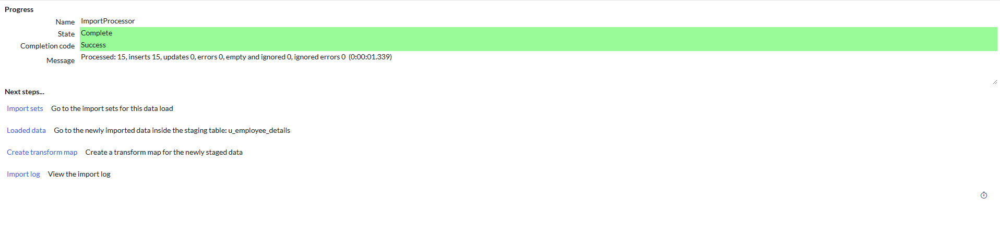 Progress
Name ImportProcessor
State Complete
Completion code Success
Message Processed: 15, inserts 15, updates 0, errors 0, empty and ignored 0, ignored errors 0 (0:00:01.339)
Next steps...
Import sets Go to the import sets for this data load
Loaded data Go to the newly imported data inside the staging table: u_employee_details
Create transform map Create a transform map for the newly staged data
Import log View the import log